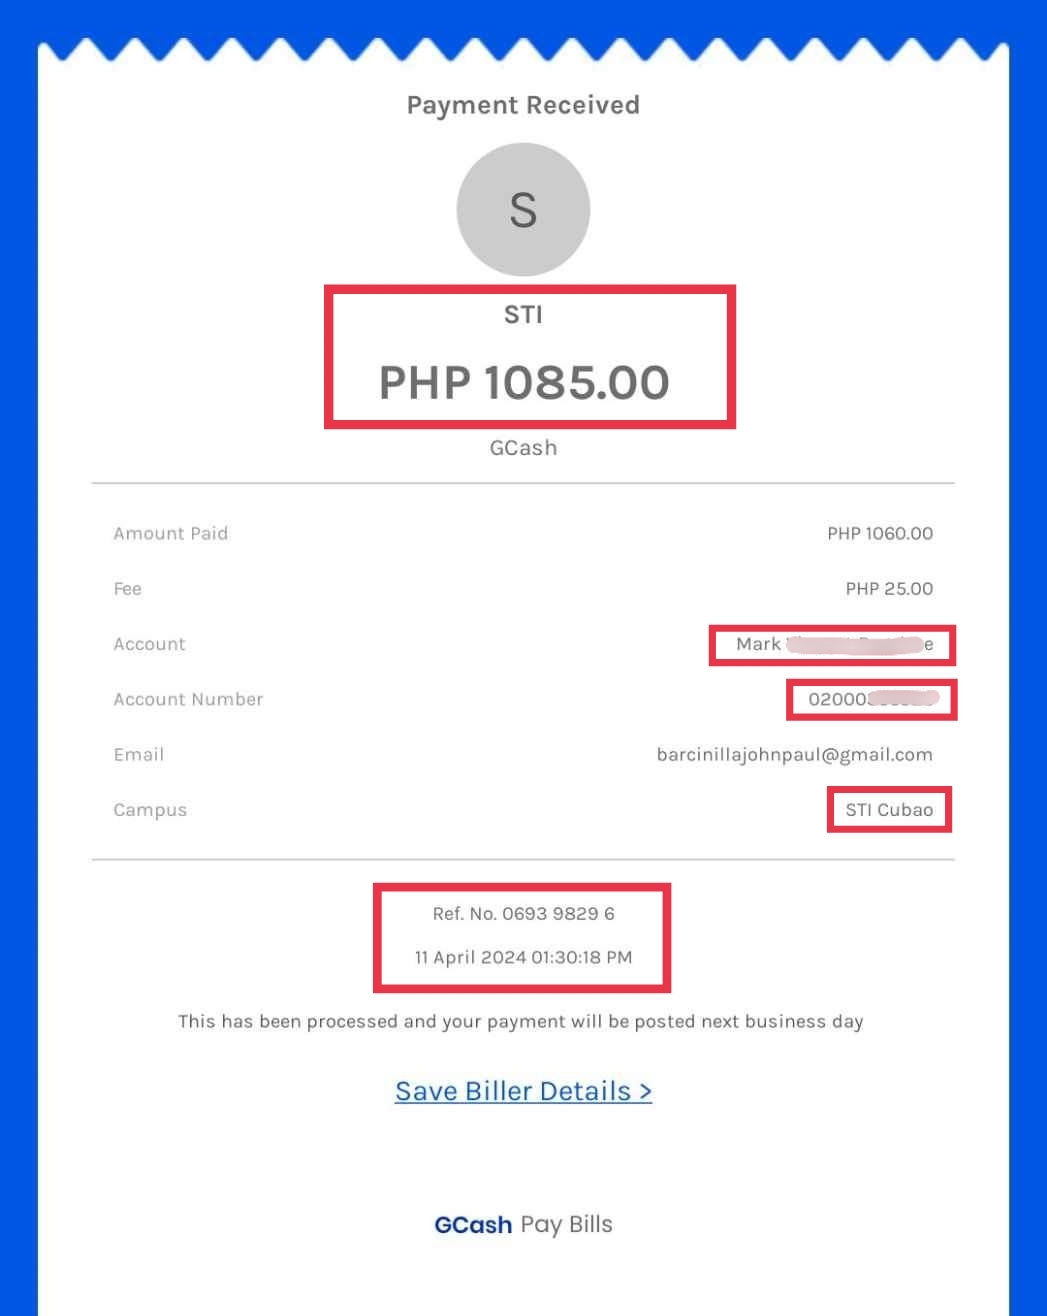 Payment Received
S
STI
PHP 1085.00
GCash
Amount Paid PHP 1060.00
Fee PHP 25.00
Account Mark
Account Number 02000
Email barcinillajohnpaul@gmail.com
Campus STI Cubao
Ref. No. 0693 9829 6
11 April 2024 01:30:18 PM
This has been processed and your payment will be posted next business day
Save Biller Details >
GCash Pay Bills